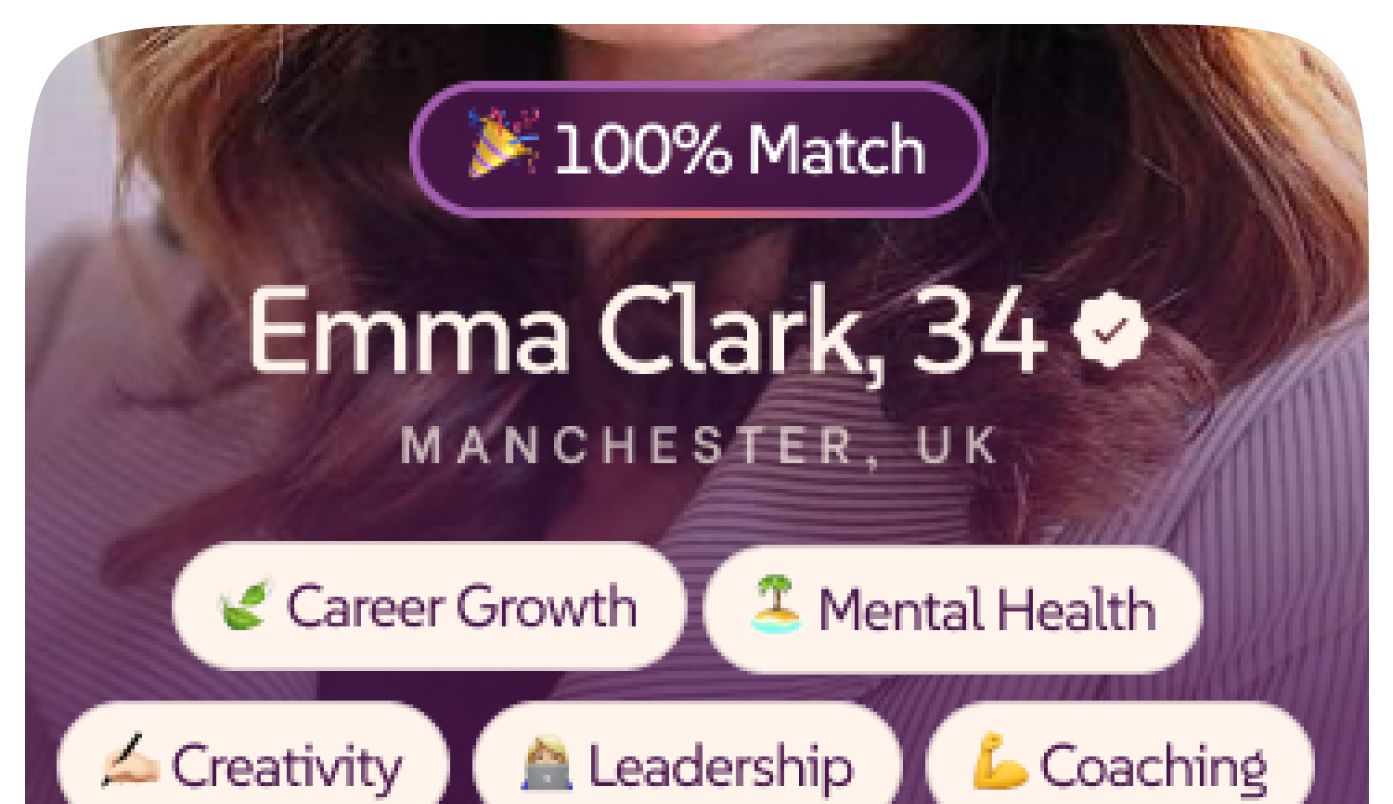 🎉 100% Match
Emma Clark, 34
MANCHESTER, UK
🌿 Career Growth 🏝️ Mental Health
✍🏻 Creativity 👩🏼‍💻 Leadership 💪 Coaching